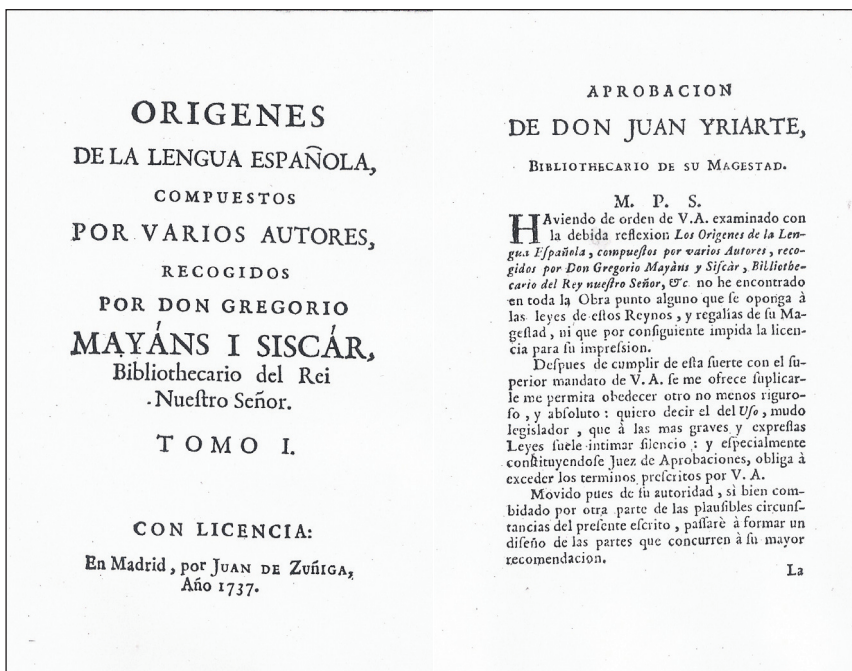 ORIGENES
DE LA LENGUA ESPAÑOLA,
COMPUESTOS
POR VARIOS AUTORES,
RECOGIDOS
POR DON GREGORIO
MAYÁNS I SISCÁR,
Bibliothecario del Rei
Nueſtro Señor.
TOMO I.
CON LICENCIA:
En Madrid, por JUAN DE ZUÑIGA,
Año 1737.
APROBACION
DE DON JUAN YRIARTE,
BIBLIOTHECARIO DE SU MAGESTAD.
M. P. S.
HAviendo de orden de V. A. examinado con
la debida reflexion Los Origenes de la Len-
gua Eſpañola, compueſtos por varios Autores, reco-
gidos por Don Gregorio Mayàns y Siſcàr, Bibliothe-
cario del Rey nueſtro Señor, &c. no he encontrado
en toda la Obra punto alguno que ſe oponga à
las leyes de eſtos Reynos, y regalías de ſu Ma-
geſtad, ni que por conſiguiente impida la licen-
cia para ſu impreſsion.
Deſpues de cumplir de eſta ſuerte con el ſu-
perior mandato de V. A. ſe me ofrece ſuplicar-
le me permita obedecer otro no menos riguro-
ſo, y abſoluto: quiero decir el del Uſo, mudo
legislador, que à las mas graves y expreſſas
Leyes ſuele intimar ſilencio: y eſpecialmente
conſtituyendoſe Juez de Aprobaciones, obliga à
exceder los terminos preſcritos por V. A.
Movido pues de ſu autoridad, ſi bien com-
bidado por otra parte de las plauſibles circunſ-
tancias del preſente eſcrito, paſſarè à formar un
diſeño de las partes que concurren à ſu mayor
recomendacion.
La